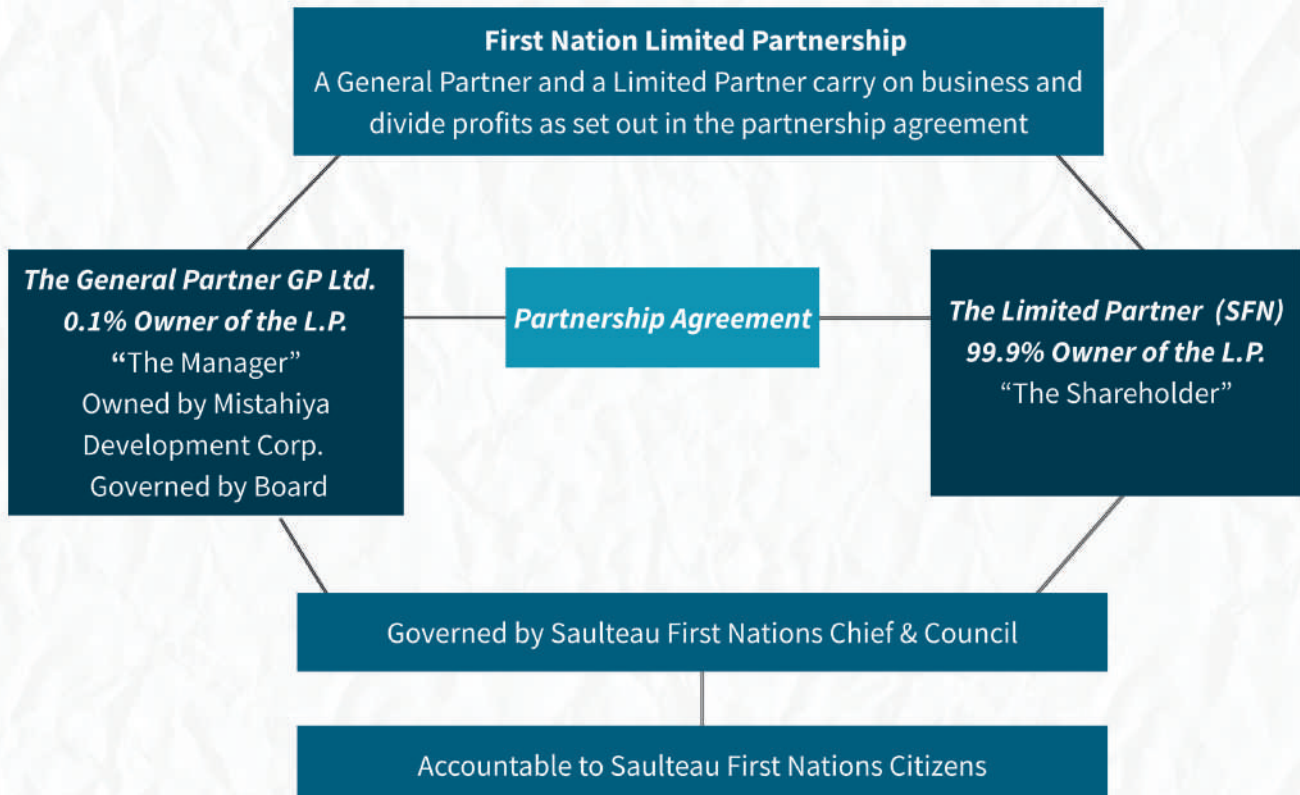 First Nation Limited Partnership
A General Partner and a Limited Partner carry on business and
divide profits as set out in the partnership agreement
The General Partner GP Ltd.
0.1% Owner of the L.P.
“The Manager”
Owned by Mistahiya
Development Corp.
Governed by Board
Partnership Agreement
The Limited Partner (SFN)
99.9% Owner of the L.P.
“The Shareholder”
Governed by Saulteau First Nations Chief & Council
Accountable to Saulteau First Nations Citizens